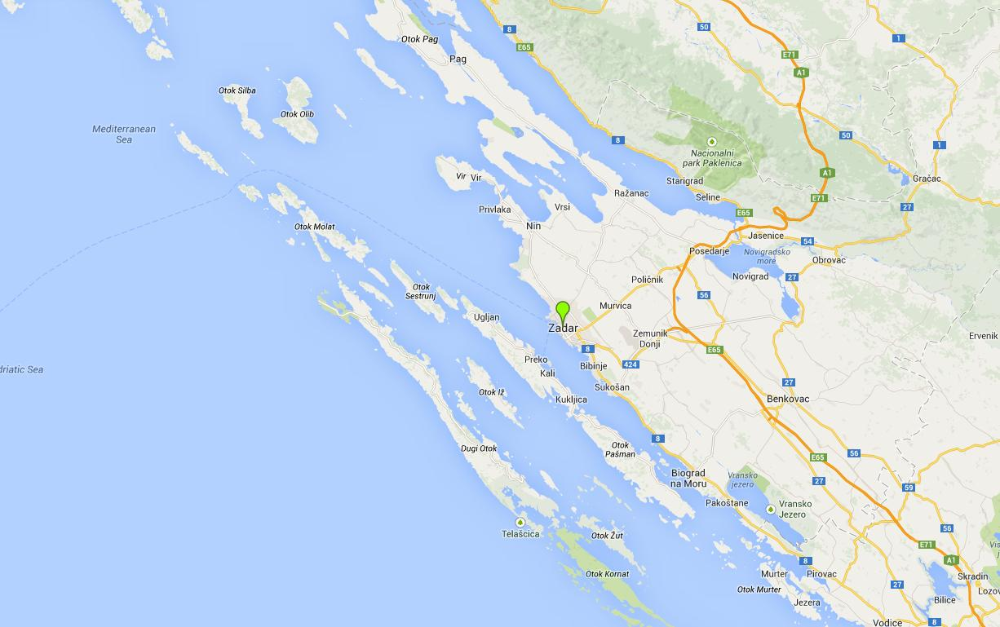 8
E65
50
1
E71
A1
Otok Pag
Pag
Otok Silba
Otok Olib
Mediterranean
Sea
8
50
1
Nacionalni
park Paklenica
Vir
Vir
Starigrad
A1
Gračac
Ražanac
Seline
E71
27
Privlaka
Vrsi
E65
Nin
Otok Molat
Jasenice
54
Posedarje
Novigradsko
more
Obrovac
Novigrad
27
Poličnik
Otok
Sestrunj
56
Murvica
Ugljan
Zadar
Zemunik
Donji
Ervenik
8
E65
Preko
Bibinje
424
driatic Sea
Kali
27
Sukošan
Otok Iž
Kukljica
Benkovac
8
Dugi Otok
Otok
Pašman
56
E65
Biograd
na Moru
Vransko
jezero
27
59
Pakoštane
Vransko
Jezero
Telašcica
Otok Žut
56
E71
8
A1
Otok Kornat
Murter
Pirovac
Skradin
27
Otok Murter
Jezera
Bilice
Lozov
Vodice
8